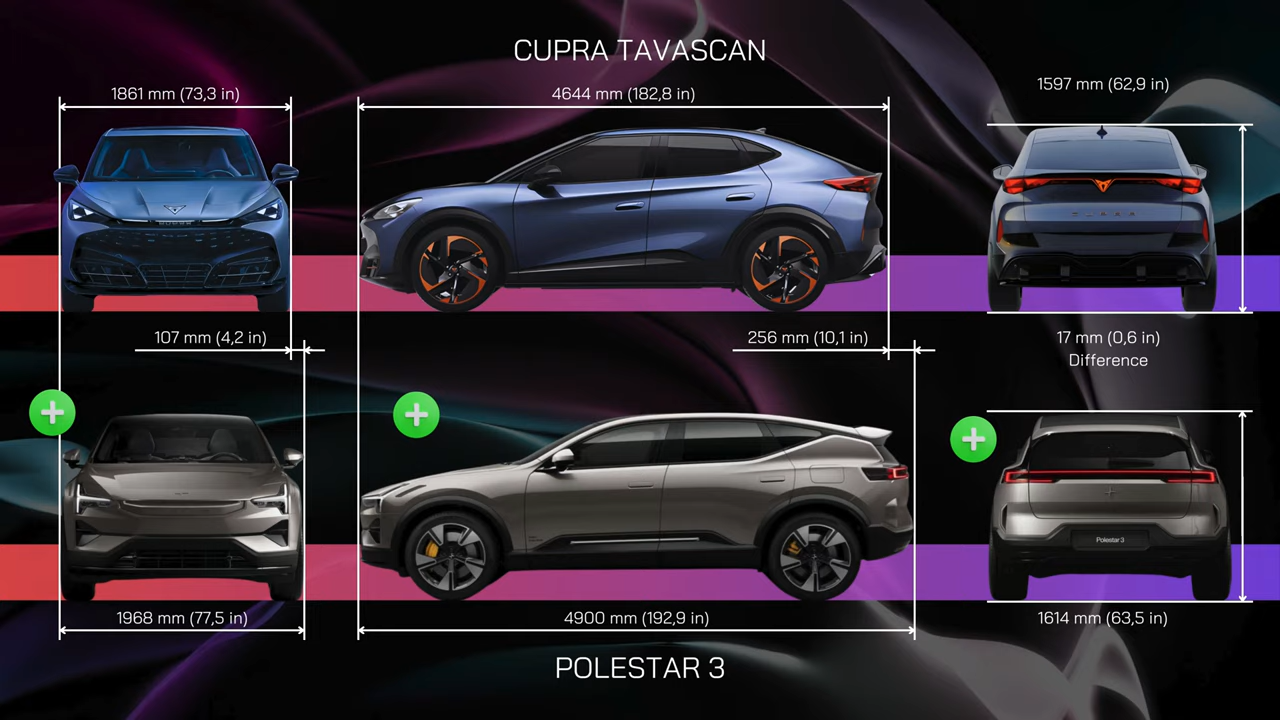 CUPRA TAVASCAN
1861 mm (73,3 in)
4644 mm (182,8 in)
1597 mm (62,9 in)
107 mm (4,2 in)
256 mm (10,1 in)
17 mm (0,6 in)
Difference
Polestar 3
1968 mm (77,5 in)
4900 mm (192,9 in)
1614 mm (63,5 in)
POLESTAR 3